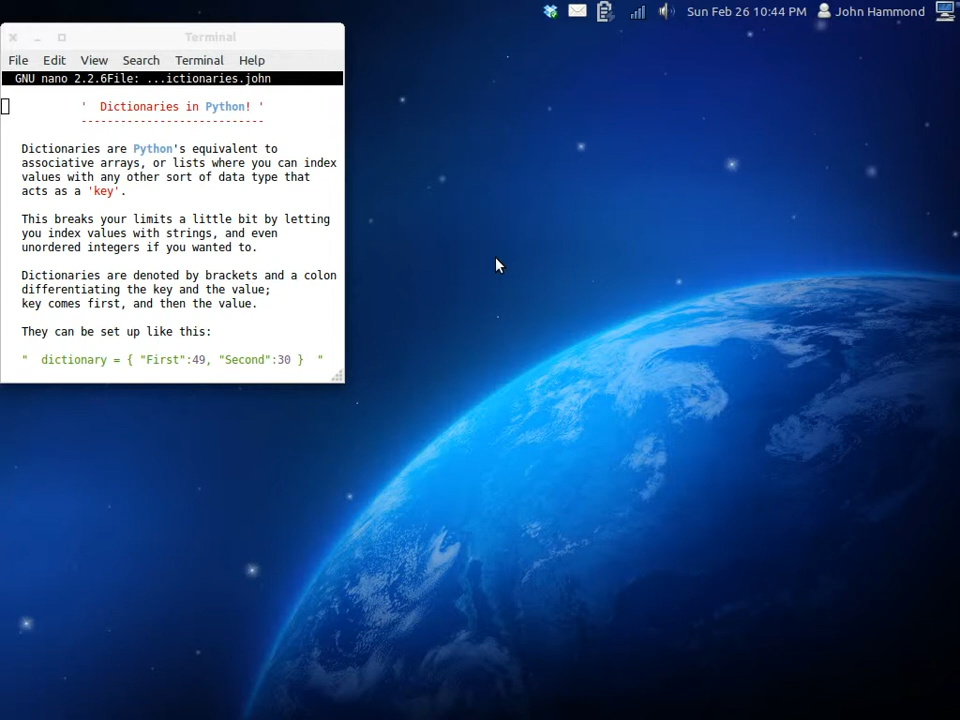 Sun Feb 26 10:44 PM John Hammond
Terminal
File Edit View Search Terminal Help
GNU nano 2.2.6File: ...ictionaries.john
' Dictionaries in Python! '
---------------------------
Dictionaries are Python's equivalent to
associative arrays, or lists where you can index
values with any other sort of data type that
acts as a 'key'.
This breaks your limits a little bit by letting
you index values with strings, and even
unordered integers if you wanted to.
Dictionaries are denoted by brackets and a colon
differentiating the key and the value;
key comes first, and then the value.
They can be set up like this:
" dictionary = { "First":49, "Second":30 } "